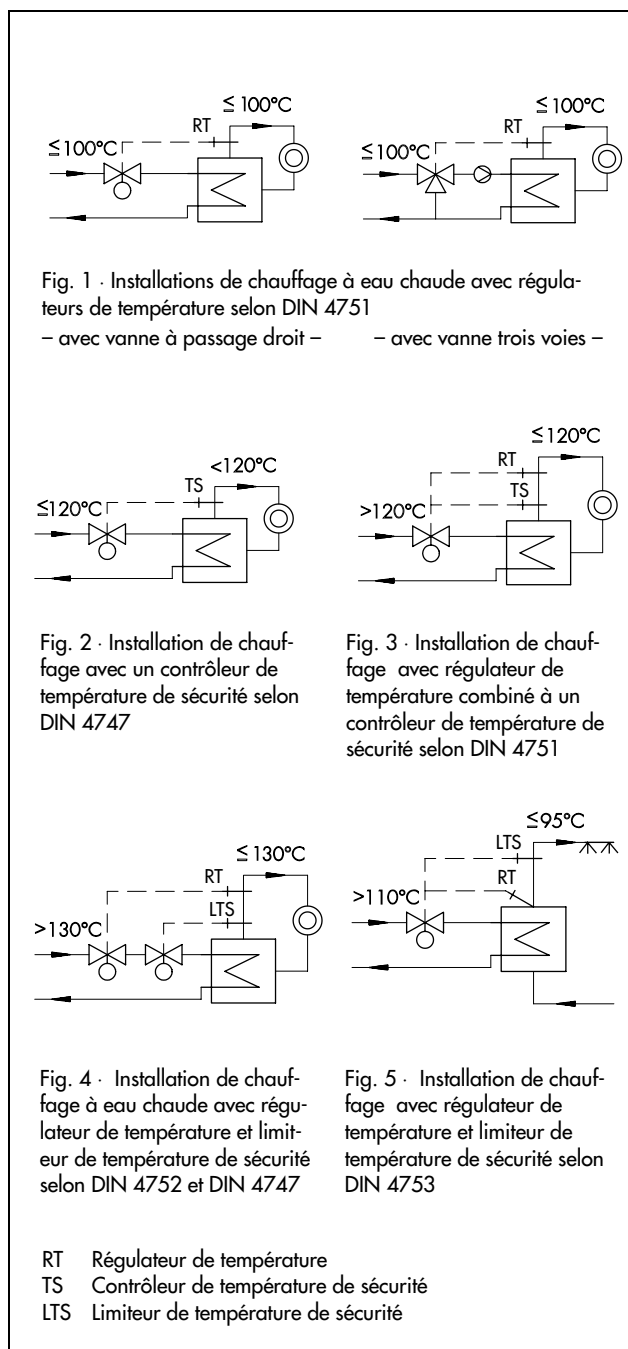 ≤ 100°C
RT
≤100°C
≤ 100°C
RT
≤100°C
Fig. 1 · Installations de chauffage à eau chaude avec régula-
teurs de température selon DIN 4751
– avec vanne à passage droit –
– avec vanne trois voies –
<120°C
TS
≤120°C
≤120°C
RT
TS
>120°C
Fig. 2 · Installation de chauf-
fage avec un contrôleur de
température de sécurité selon
DIN 4747
Fig. 3 · Installation de chauf-
fage avec régulateur de
température combiné à un
contrôleur de température de
sécurité selon DIN 4751
≤130°C
RT
LTS
>130°C
≤95°C
LTS
RT
>110°C
Fig. 4 · Installation de chauf-
fage à eau chaude avec régu-
lateur de température et limit-
eur de température de sécurité
selon DIN 4752 et DIN 4747
Fig. 5 · Installation de chauf-
fage avec régulateur de
température et limiteur de
température de sécurité selon
DIN 4753
RT Régulateur de température
TS Contrôleur de température de sécurité
LTS Limiteur de température de sécurité